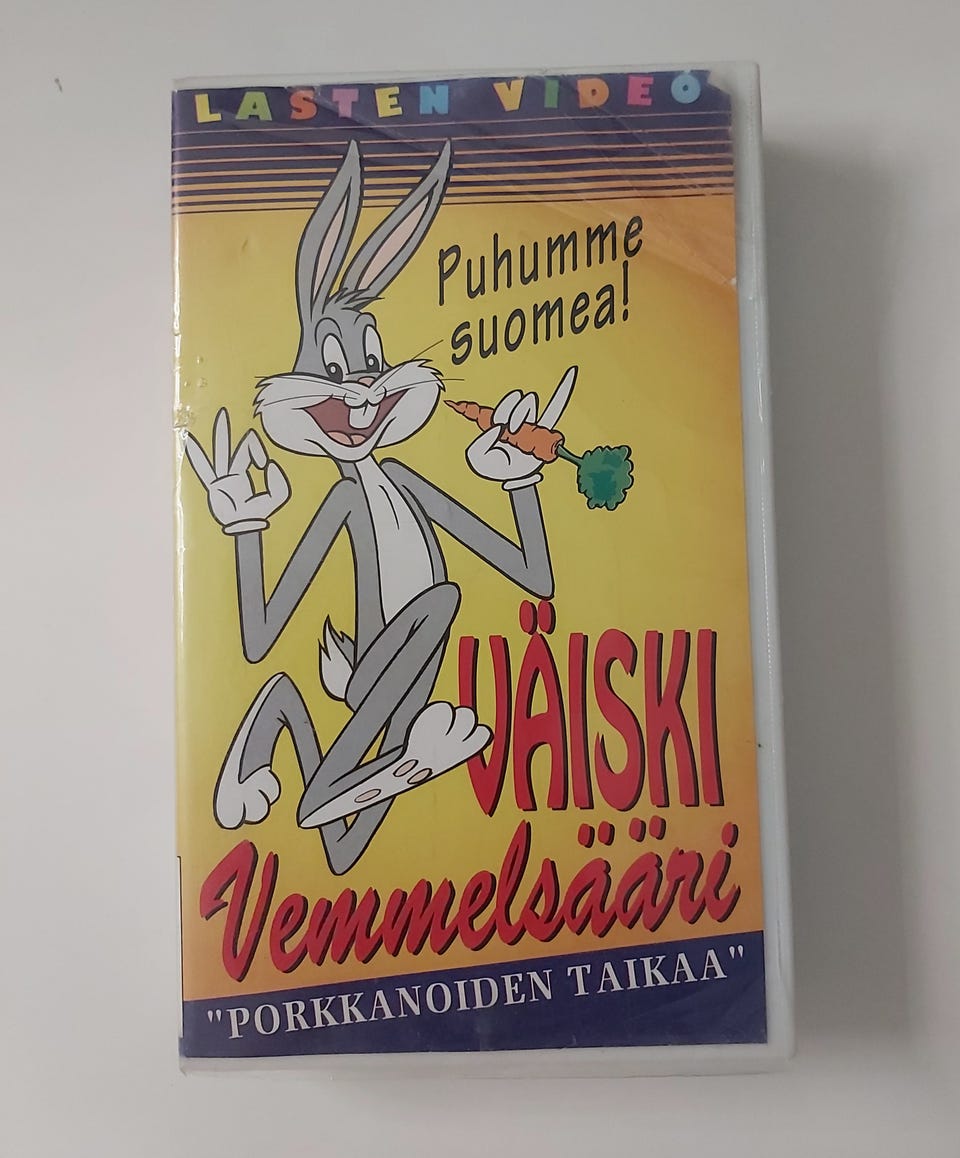 LASTEN VIDEO
Puhumme
suomea!
VÄISKI
Vemmelsääri
"PORKKANOIDEN TAIKAA"